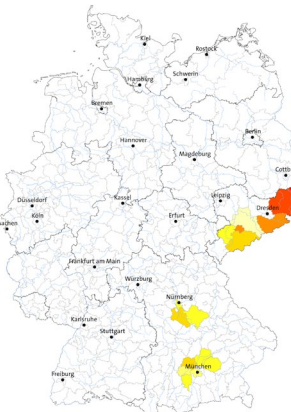 Kiel
Rostock
Schwerin
Hamburg
Bremen
Berlin
Hannover
Magdeburg
Cottb
Leipzig
Kassel
Düsseldorf
Dresden
Köln
Erfurt
achen
Frankfurt am Main
Würzburg
Nürnberg
Karlsruhe
Stuttgart
München
Freiburg